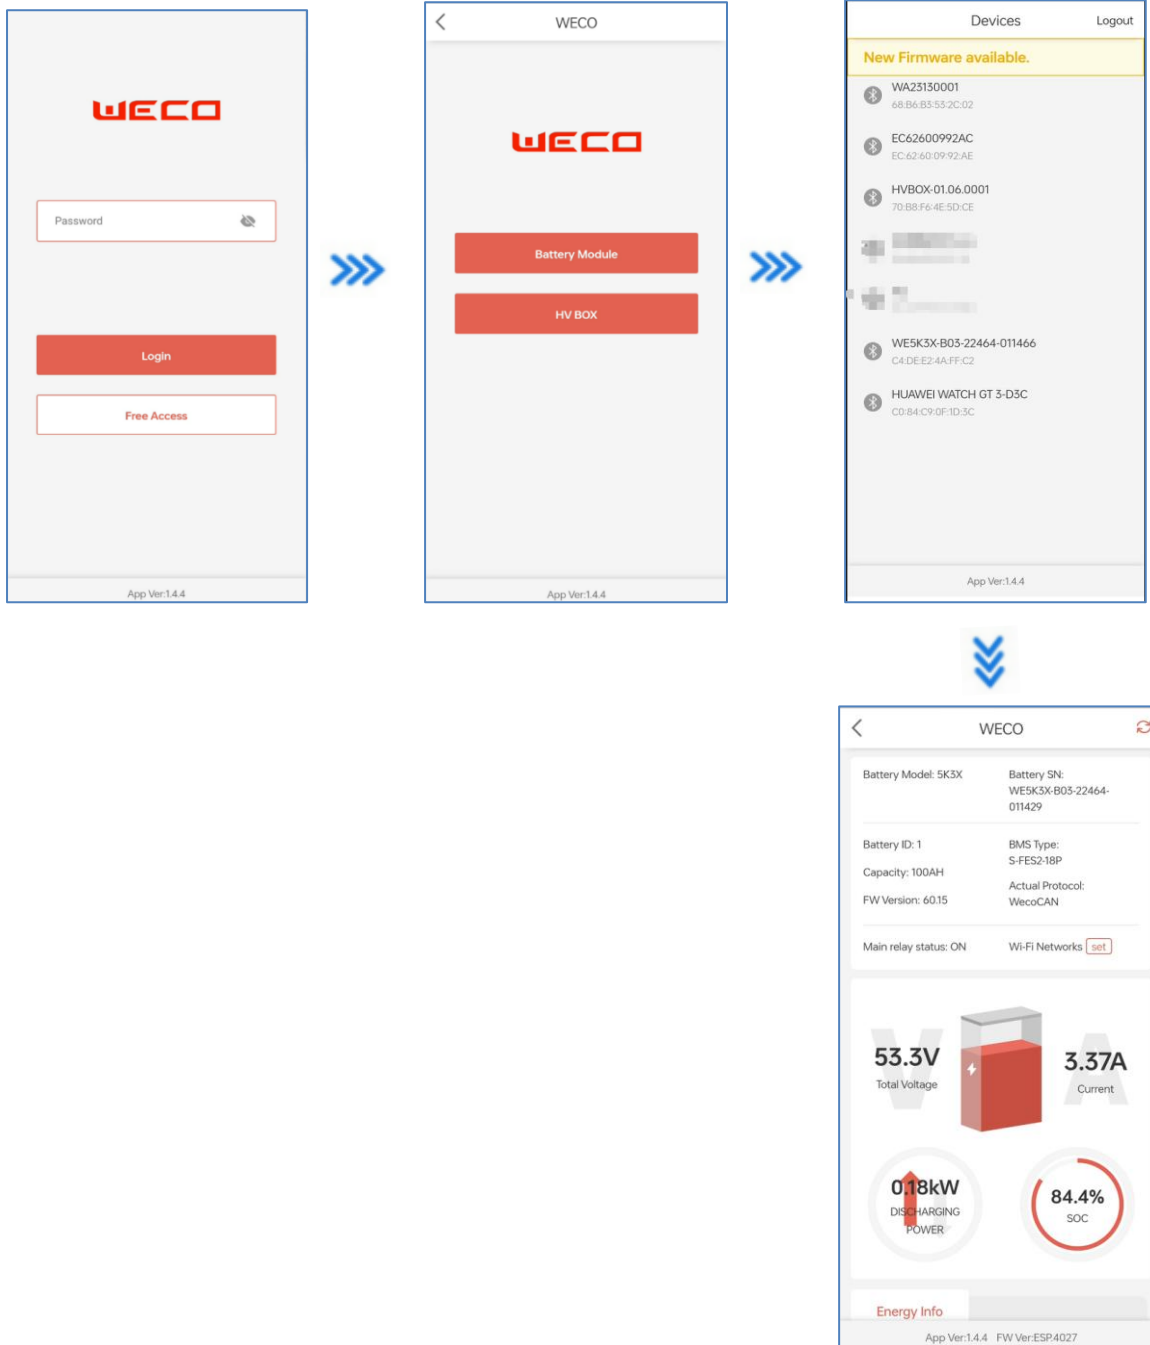 WECO
Password
Login
Free Access
App Ver:1.4.4
WECO
WECO
Battery Module
HV BOX
App Ver:1.4.4
Devices
Logout
New Firmware available.
WA23130001
68:B6:B3:53:2C:02
EC62600992AC
EC:62:60:09:92:AE
HVBOX-01.06.0001
70:B8:F6:4E:5D:CE
WE5K3X-B03-22464-011466
C4:DE:E2:4A:FF:C2
HUAWEI WATCH GT 3-D3C
C0:84:C9:0F:1D:3C
App Ver:1.4.4
WECO
Battery Model: 5K3X
Battery SN:
WE5K3X-B03-22464-
011429
Battery ID: 1
Capacity: 100AH
FW Version: 60.15
BMS Type:
S-FES2-18P
Actual Protocol:
WecoCAN
Main relay status: ON
Wi-Fi Networks set
V
53.3V
Total Voltage
A
3.37A
Current
0.18kW
DISCHARGING
POWER
84.4%
SOC
Energy Info
App Ver:1.4.4 FW Ver:ESP.4027